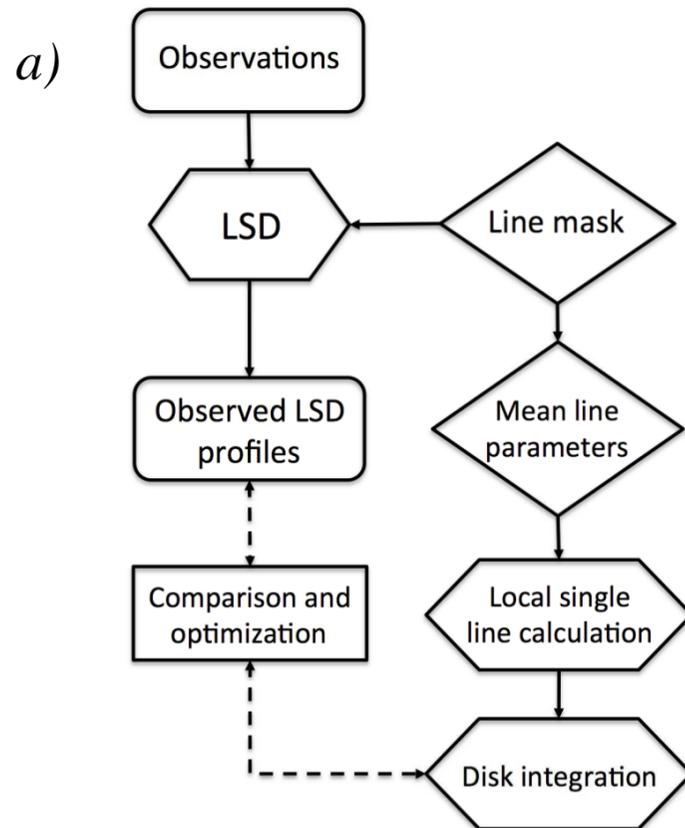 a)
Observations
LSD
Line mask
Observed LSD
profiles
Mean line
parameters
Comparison and
optimization
Local single
line calculation
Disk integration